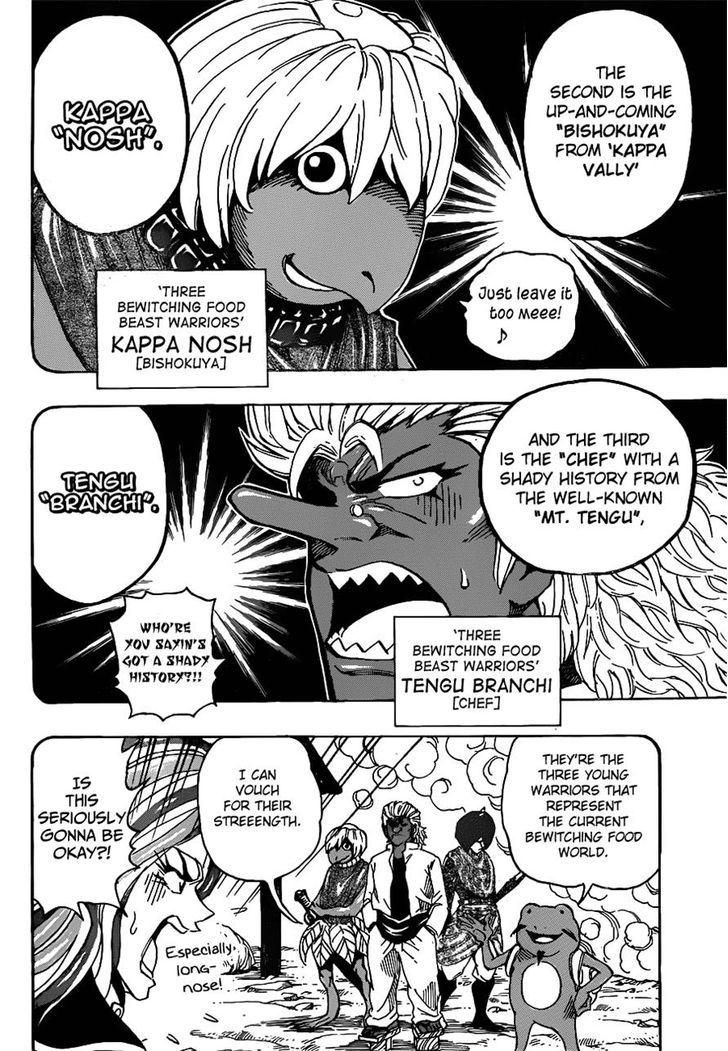 THE
SECOND IS THE
UP-AND-COMING
"BISHOKUYA"
FROM 'KAPPA
VALLY'
KAPPA
"NOSH".
Just leave it
too meee!
♪
'THREE
BEWITCHING FOOD
BEAST WARRIORS'
KAPPA NOSH
[BISHOKUYA]
AND THE THIRD
IS THE "CHEF" WITH A
SHADY HISTORY FROM
THE WELL-KNOWN
"MT. TENGU",
TENGU
"BRANCHI".
WHO'RE
YOU SAYIN'S
GOT A SHADY
HISTORY?!!
'THREE
BEWITCHING FOOD
BEAST WARRIORS'
TENGU BRANCHI
[CHEF]
THEY'RE THE
THREE YOUNG
WARRIORS THAT
REPRESENT
THE CURRENT
BEWITCHING FOOD
WORLD.
I CAN
VOUCH
FOR THEIR
STREEENGTH.
IS
THIS
SERIOUSLY
GONNA BE
OKAY?!
Especially
long-
nose!